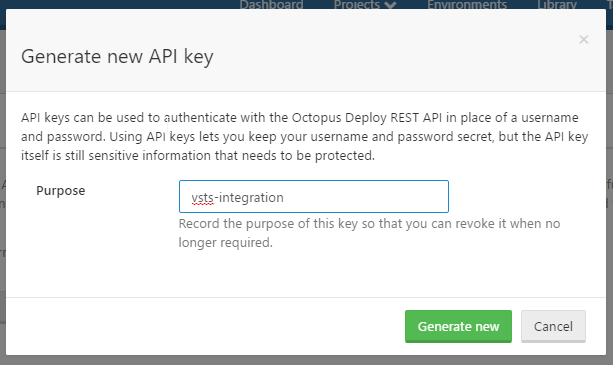 Dashboard Projects Environments Library
Generate new API key
×
API keys can be used to authenticate with the Octopus Deploy REST API in place of a username
and password. Using API keys lets you keep your username and password secret, but the API key
itself is still sensitive information that needs to be protected.
Purpose
vsts-integration
Record the purpose of this key so that you can revoke it when no
longer required.
Generate new
Cancel